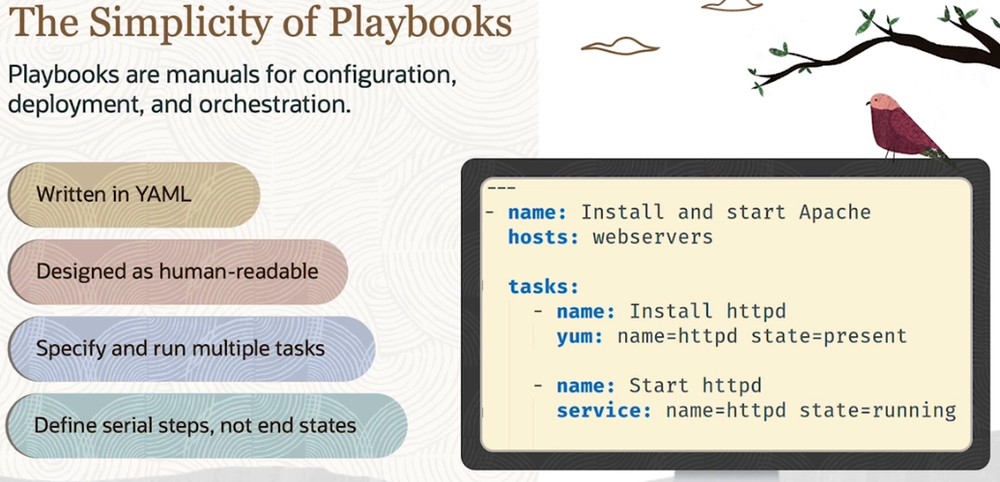 The Simplicity of Playbooks
Playbooks are manuals for configuration,
deployment, and orchestration.
Written in YAML
Designed as human-readable
Specify and run multiple tasks
Define serial steps, not end states
---
- name: Install and start Apache
  hosts: webservers
  tasks:
    - name: Install httpd
      yum: name=httpd state=present
    - name: Start httpd
      service: name=httpd state=running